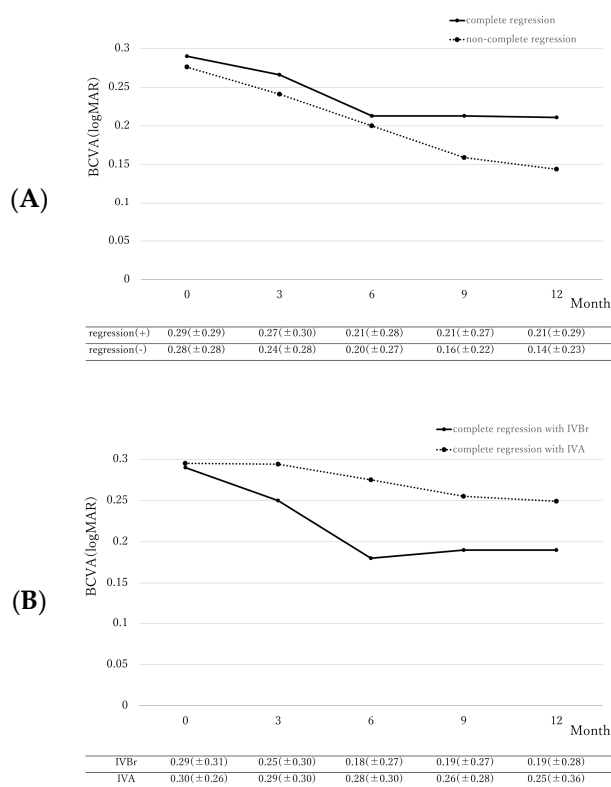 complete regression
non-complete regression
0.3
0.25
0.2
0.15
0.1
0.05
0
BCVA(logMAR)
(A)
0 3 6 9 12
Month
regression(+) 0.29(±0.29) 0.27(±0.30) 0.21(±0.28) 0.21(±0.27) 0.21(±0.29)
regression(-) 0.28(±0.28) 0.24(±0.28) 0.20(±0.27) 0.16(±0.22) 0.14(±0.23)
complete regression with IVBr
complete regression with IVA
0.3
0.25
0.2
0.15
0.1
0.05
0
BCVA(logMAR)
(B)
0 3 6 9 12
Month
IVBr 0.29(±0.31) 0.25(±0.30) 0.18(±0.27) 0.19(±0.27) 0.19(±0.28)
IVA 0.30(±0.26) 0.29(±0.30) 0.28(±0.30) 0.26(±0.28) 0.25(±0.36)